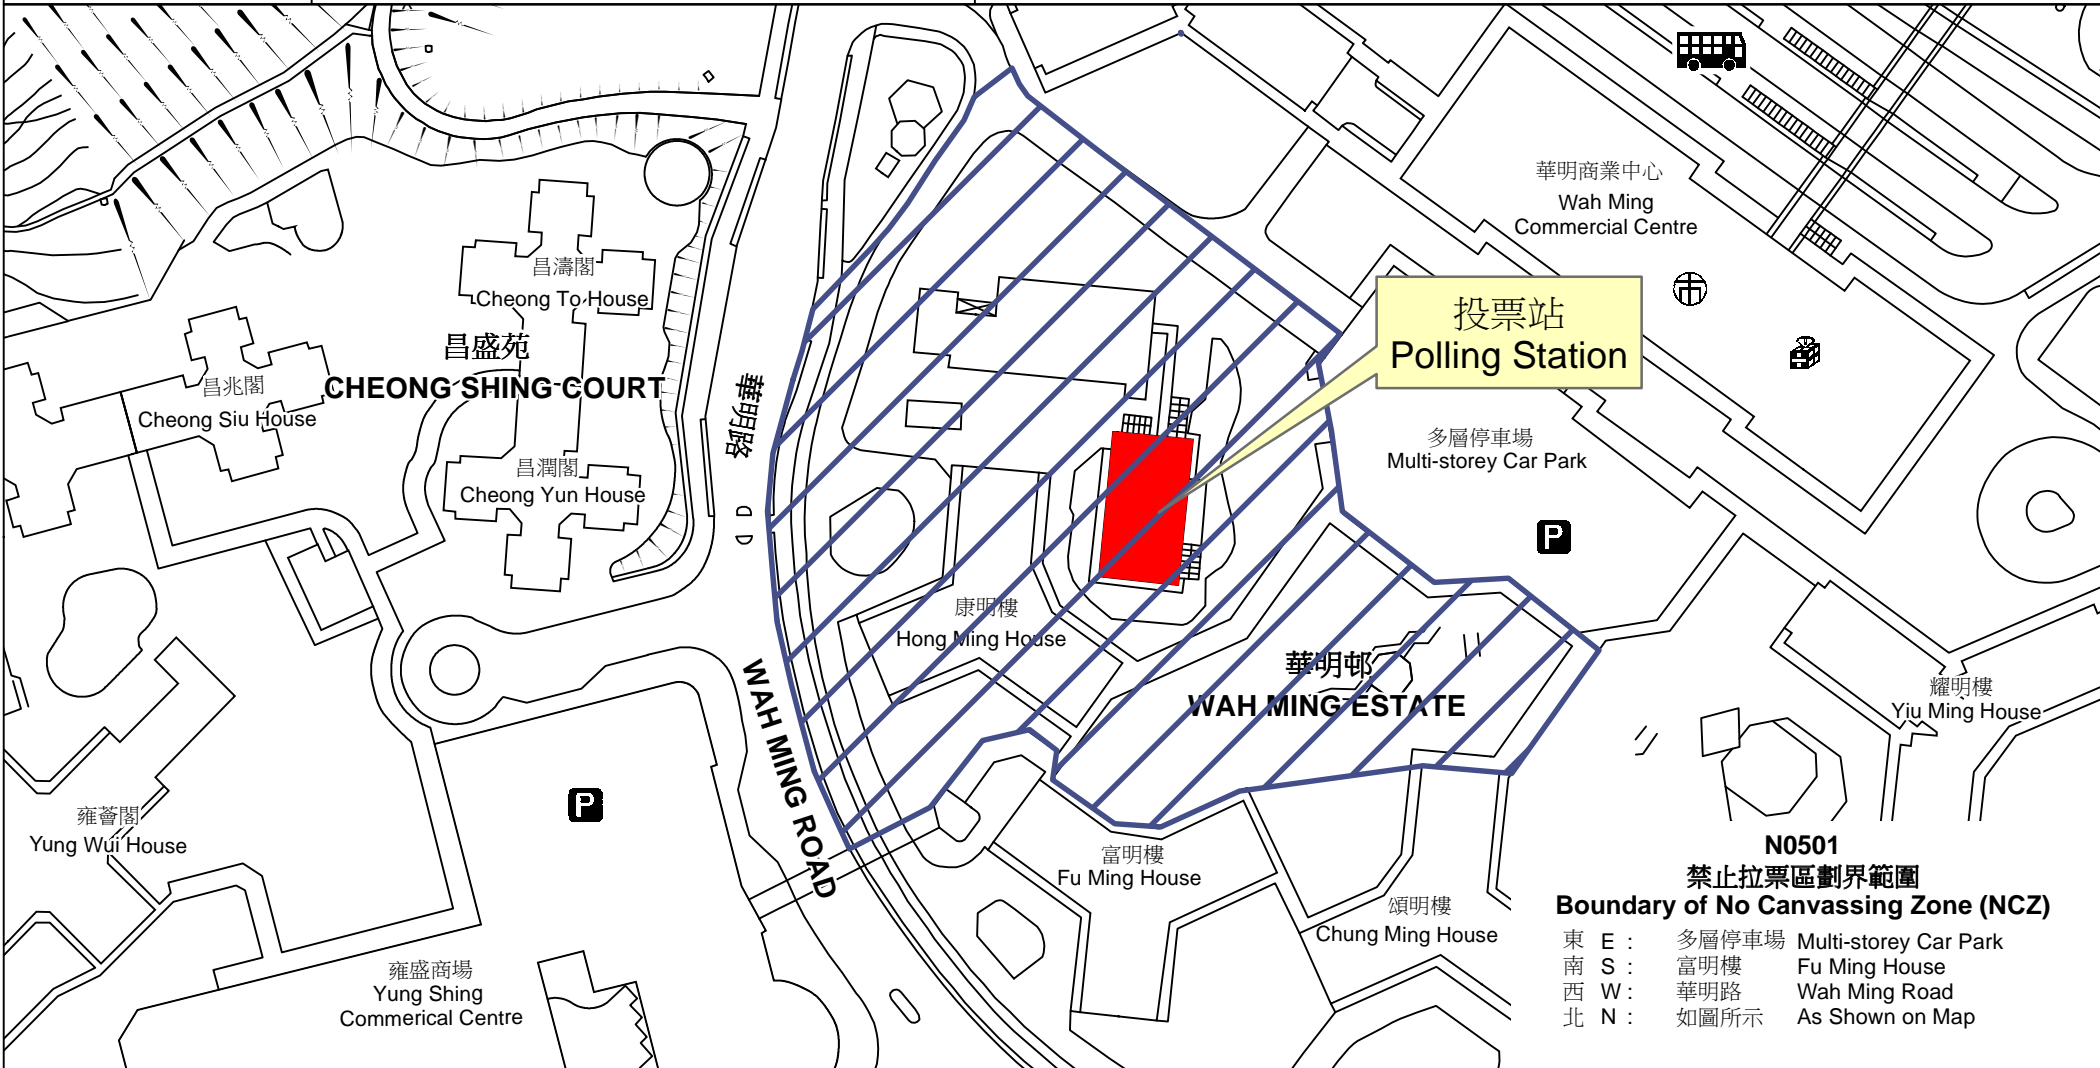 華明商業中心
Wah Ming
Commercial Centre
昌濤閣
Cheong To House
投票站
Polling Station
昌盛苑
CHEONG SHING COURT
昌兆閣
Cheong Siu House
華明路
多層停車場
Multi-storey Car Park
昌潤閣
Cheong Yun House
P
康明樓
Hong Ming House
華明邨
WAH MING ESTATE
耀明樓
Yiu Ming House
WAH MING ROAD
P
雍薈閣
Yung Wui House
富明樓
Fu Ming House
頌明樓
Chung Ming House
雍盛商場
Yung Shing
Commerical Centre
N0501
禁止拉票區劃界範圍
Boundary of No Canvassing Zone (NCZ)
東 E : 多層停車場 Multi-storey Car Park
南 S : 富明樓 Fu Ming House
西 W : 華明路 Wah Ming Road
北 N : 如圖所示 As Shown on Map